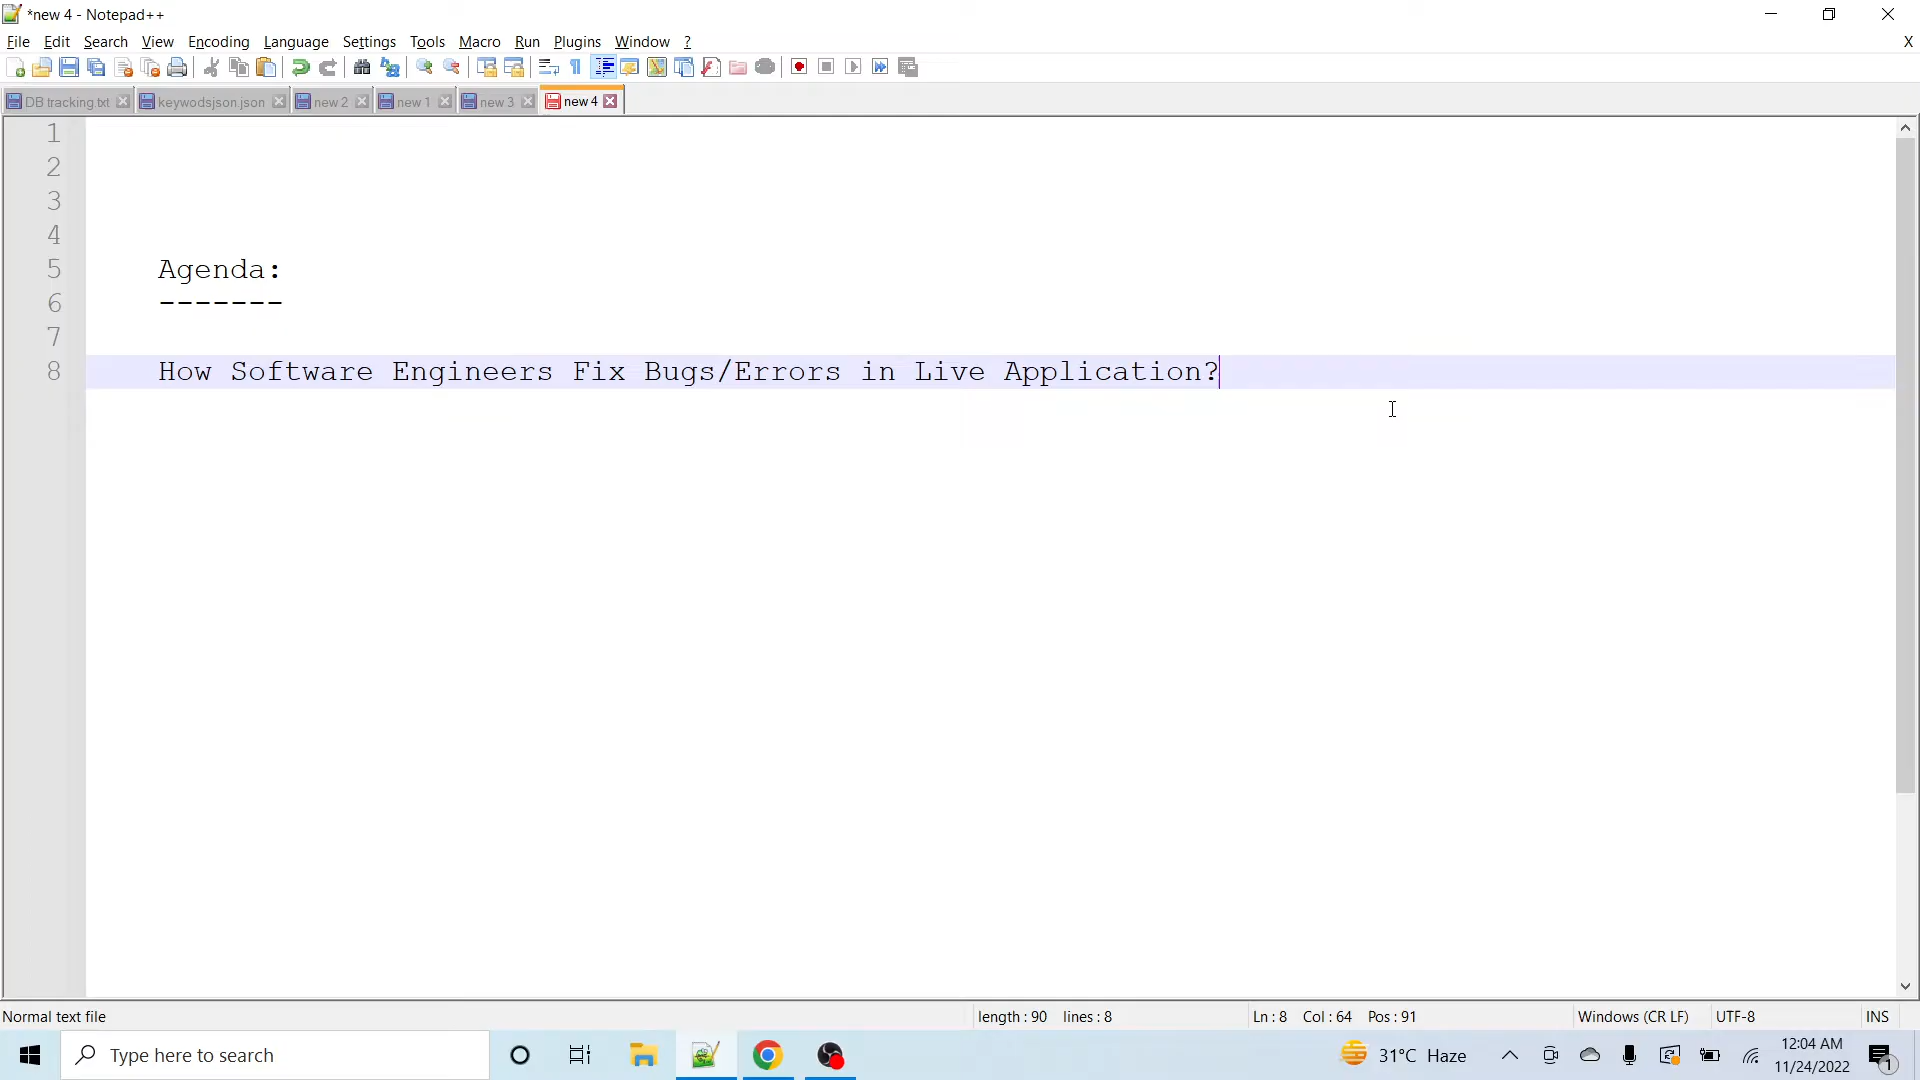 *new 4 - Notepad++
File Edit Search View Encoding Language Settings Tools Macro Run Plugins Window ? X
DB tracking.txt keywodsjson.json new 2 new 1 new 3 new 4
1
2
3
4
5 Agenda:
6 -------
7
8 How Software Engineers Fix Bugs/Errors in Live Application?
Normal text file length : 90 lines : 8 Ln : 8 Col : 64 Pos : 91 Windows (CR LF) UTF-8 INS
Type here to search 31°C Haze 12:04 AM
11/24/2022 1